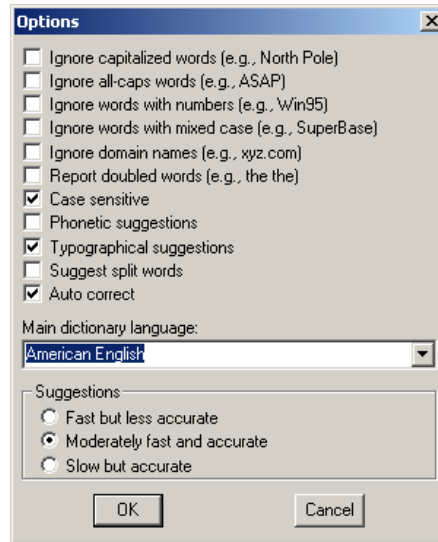 Options
Ignore capitalized words (e.g., North Pole)
Ignore all-caps words (e.g., ASAP)
Ignore words with numbers (e.g., Win95)
Ignore words with mixed case (e.g., SuperBase)
Ignore domain names (e.g., xyz.com)
Report doubled words (e.g., the the)
Case sensitive
Phonetic suggestions
Typographical suggestions
Suggest split words
Auto correct
Main dictionary language:
American English
Suggestions
Fast but less accurate
Moderately fast and accurate
Slow but accurate
OK Cancel